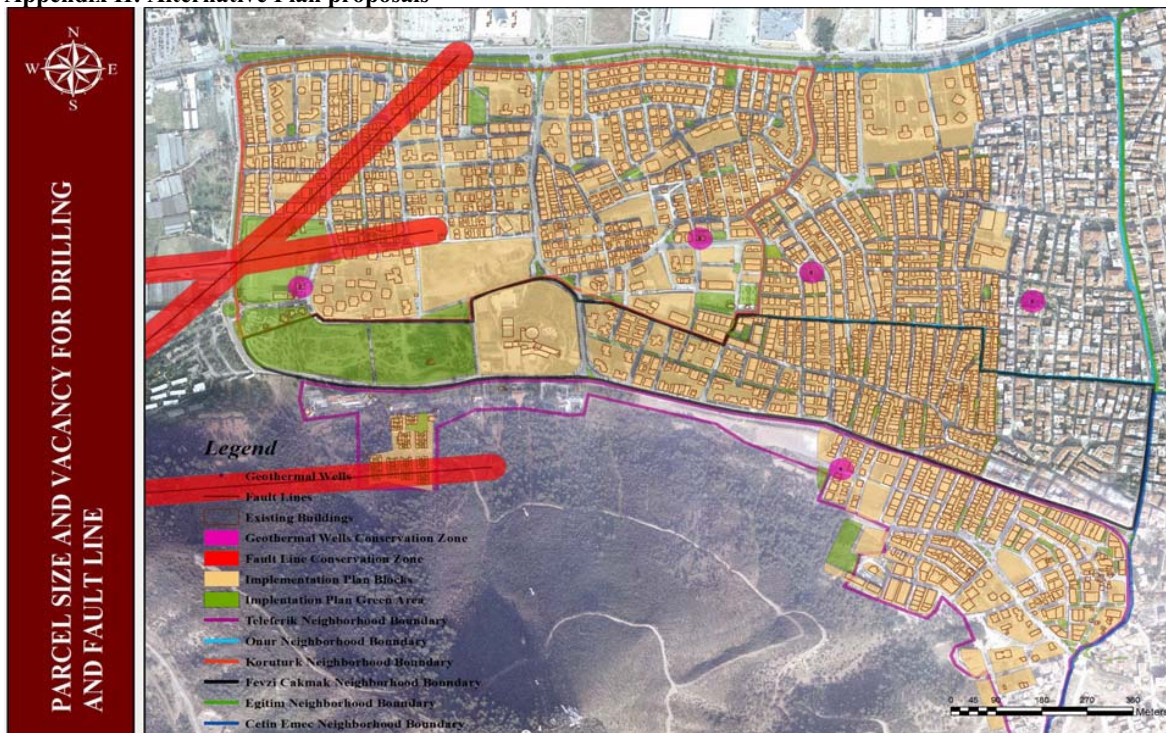 Appendix H: Alternative Plan proposals
N
W E
S
PARCEL SIZE AND VACANCY FOR DRILLING
AND FAULT LINE
Legend
Geothermal Wells
Fault Lines
Existing Buildings
Geothermal Wells Conservation Zone
Fault Line Conservation Zone
Implementation Plan Blocks
Implentation Plan Green Area
Teleferik Neighborhood Boundary
Onur Neighborhood Boundary
Koruturk Neighborhood Boundary
Fevzi Cakmak Neighborhood Boundary
Egitim Neighborhood Boundary
Cetin Emec Neighborhood Boundary
0 45 90 180 270 360
Meters